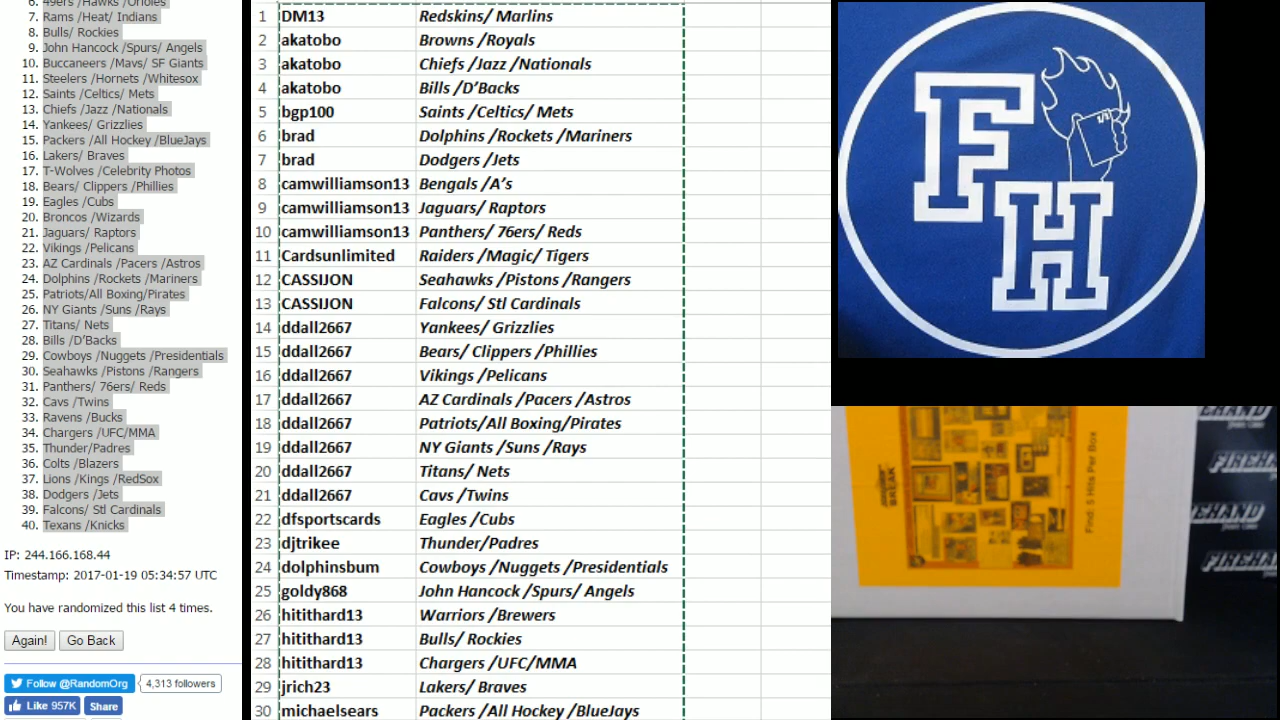 6. 49ers /Hawks /Orioles
7. Rams /Heat/ Indians
8. Bulls/ Rockies
9. John Hancock /Spurs/ Angels
10. Buccaneers /Mavs/ SF Giants
11. Steelers /Hornets /Whitesox
12. Saints /Celtics/ Mets
13. Chiefs /Jazz /Nationals
14. Yankees/ Grizzlies
15. Packers /All Hockey /BlueJays
16. Lakers/ Braves
17. T-Wolves /Celebrity Photos
18. Bears/ Clippers /Phillies
19. Eagles /Cubs
20. Broncos /Wizards
21. Jaguars/ Raptors
22. Vikings /Pelicans
23. AZ Cardinals /Pacers /Astros
24. Dolphins /Rockets /Mariners
25. Patriots/All Boxing/Pirates
26. NY Giants /Suns /Rays
27. Titans/ Nets
28. Bills /D’Backs
29. Cowboys /Nuggets /Presidentials
30. Seahawks /Pistons /Rangers
31. Panthers/ 76ers/ Reds
32. Cavs /Twins
33. Ravens /Bucks
34. Chargers /UFC/MMA
35. Thunder/Padres
36. Colts /Blazers
37. Lions /Kings /RedSox
38. Dodgers /Jets
39. Falcons/ Stl Cardinals
40. Texans /Knicks
IP: 244.166.168.44
Timestamp: 2017-01-19 05:34:57 UTC
You have randomized this list 4 times.
Again! Go Back
Follow @RandomOrg 4,313 followers
Like 957K Share
1 DM13 Redskins/ Marlins
2 akatobo Browns /Royals
3 akatobo Chiefs /Jazz /Nationals
4 akatobo Bills /D’Backs
5 bgp100 Saints /Celtics/ Mets
6 brad Dolphins /Rockets /Mariners
7 brad Dodgers /Jets
8 camwilliamson13 Bengals /A’s
9 camwilliamson13 Jaguars/ Raptors
10 camwilliamson13 Panthers/ 76ers/ Reds
11 Cardsunlimited Raiders /Magic/ Tigers
12 CASSIJON Seahawks /Pistons /Rangers
13 CASSIJON Falcons/ Stl Cardinals
14 ddall2667 Yankees/ Grizzlies
15 ddall2667 Bears/ Clippers /Phillies
16 ddall2667 Vikings /Pelicans
17 ddall2667 AZ Cardinals /Pacers /Astros
18 ddall2667 Patriots/All Boxing/Pirates
19 ddall2667 NY Giants /Suns /Rays
20 ddall2667 Titans/ Nets
21 ddall2667 Cavs /Twins
22 dfsportscards Eagles /Cubs
23 djtrikee Thunder/Padres
24 dolphinsbum Cowboys /Nuggets /Presidentials
25 goldy868 John Hancock /Spurs/ Angels
26 hitithard13 Warriors /Brewers
27 hitithard13 Bulls/ Rockies
28 hitithard13 Chargers /UFC/MMA
29 jrich23 Lakers/ Braves
30 michaelsears Packers /All Hockey /BlueJays
FH
1/1
BREAK
Find: 5 Hits Per Box
FIREHAND